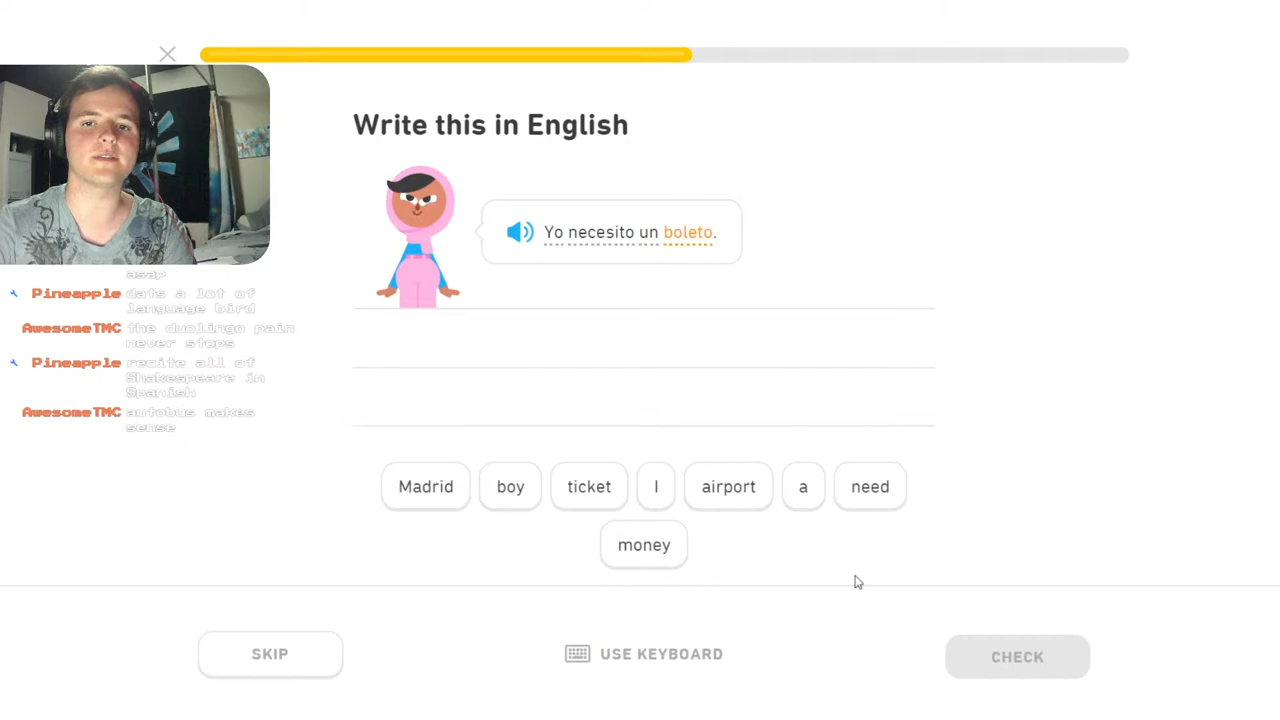 Write this in English
Yo necesito un boleto.
asap
Pineapple dats a lot of
language bird
AwesomeTMC the duolingo pain
never stops
Pineapple recite all of
Shakespeare in
Spanish
AwesomeTMC autobus makes
sense
Madrid boy ticket I airport a need
money
SKIP USE KEYBOARD CHECK